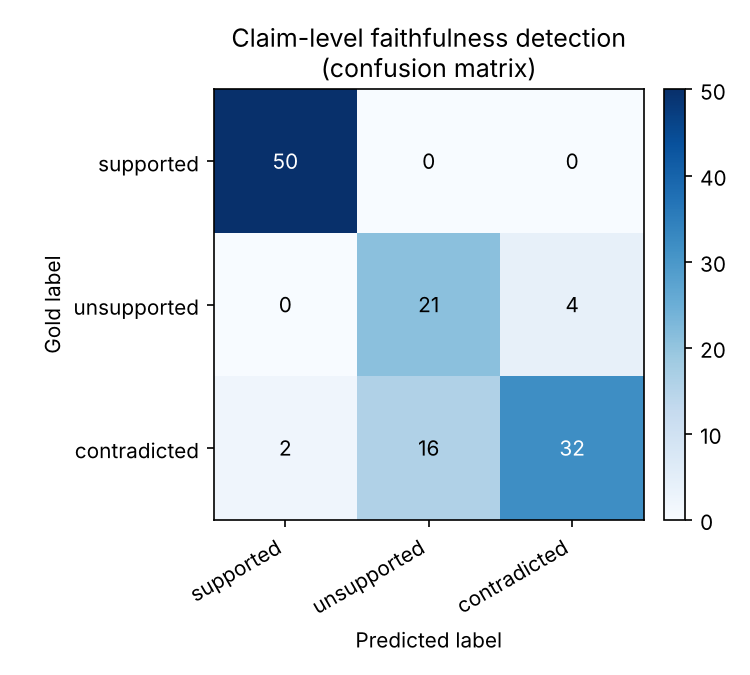 Claim-level faithfulness detection
(confusion matrix)
supported 50 0 0
unsupported 0 21 4
contradicted 2 16 32
Gold label
supported unsupported contradicted
Predicted label
50
40
30
20
10
0